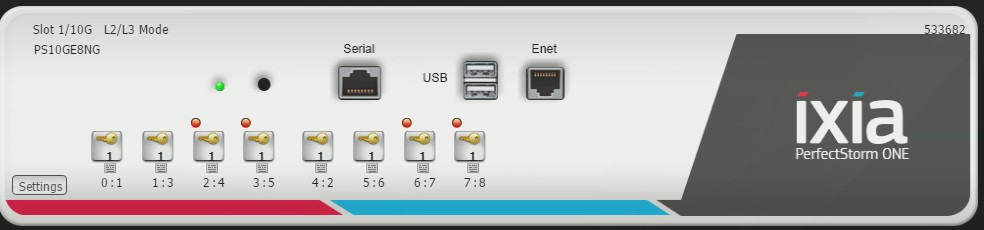 Slot 1/10G L2/L3 Mode
533682
PS10GE8NG
Serial
Enet
USB
ixia
PerfectStorm ONE
1 1 1 1 1 1 1 1
0:1 1:3 2:4 3:5 4:2 5:6 6:7 7:8
Settings